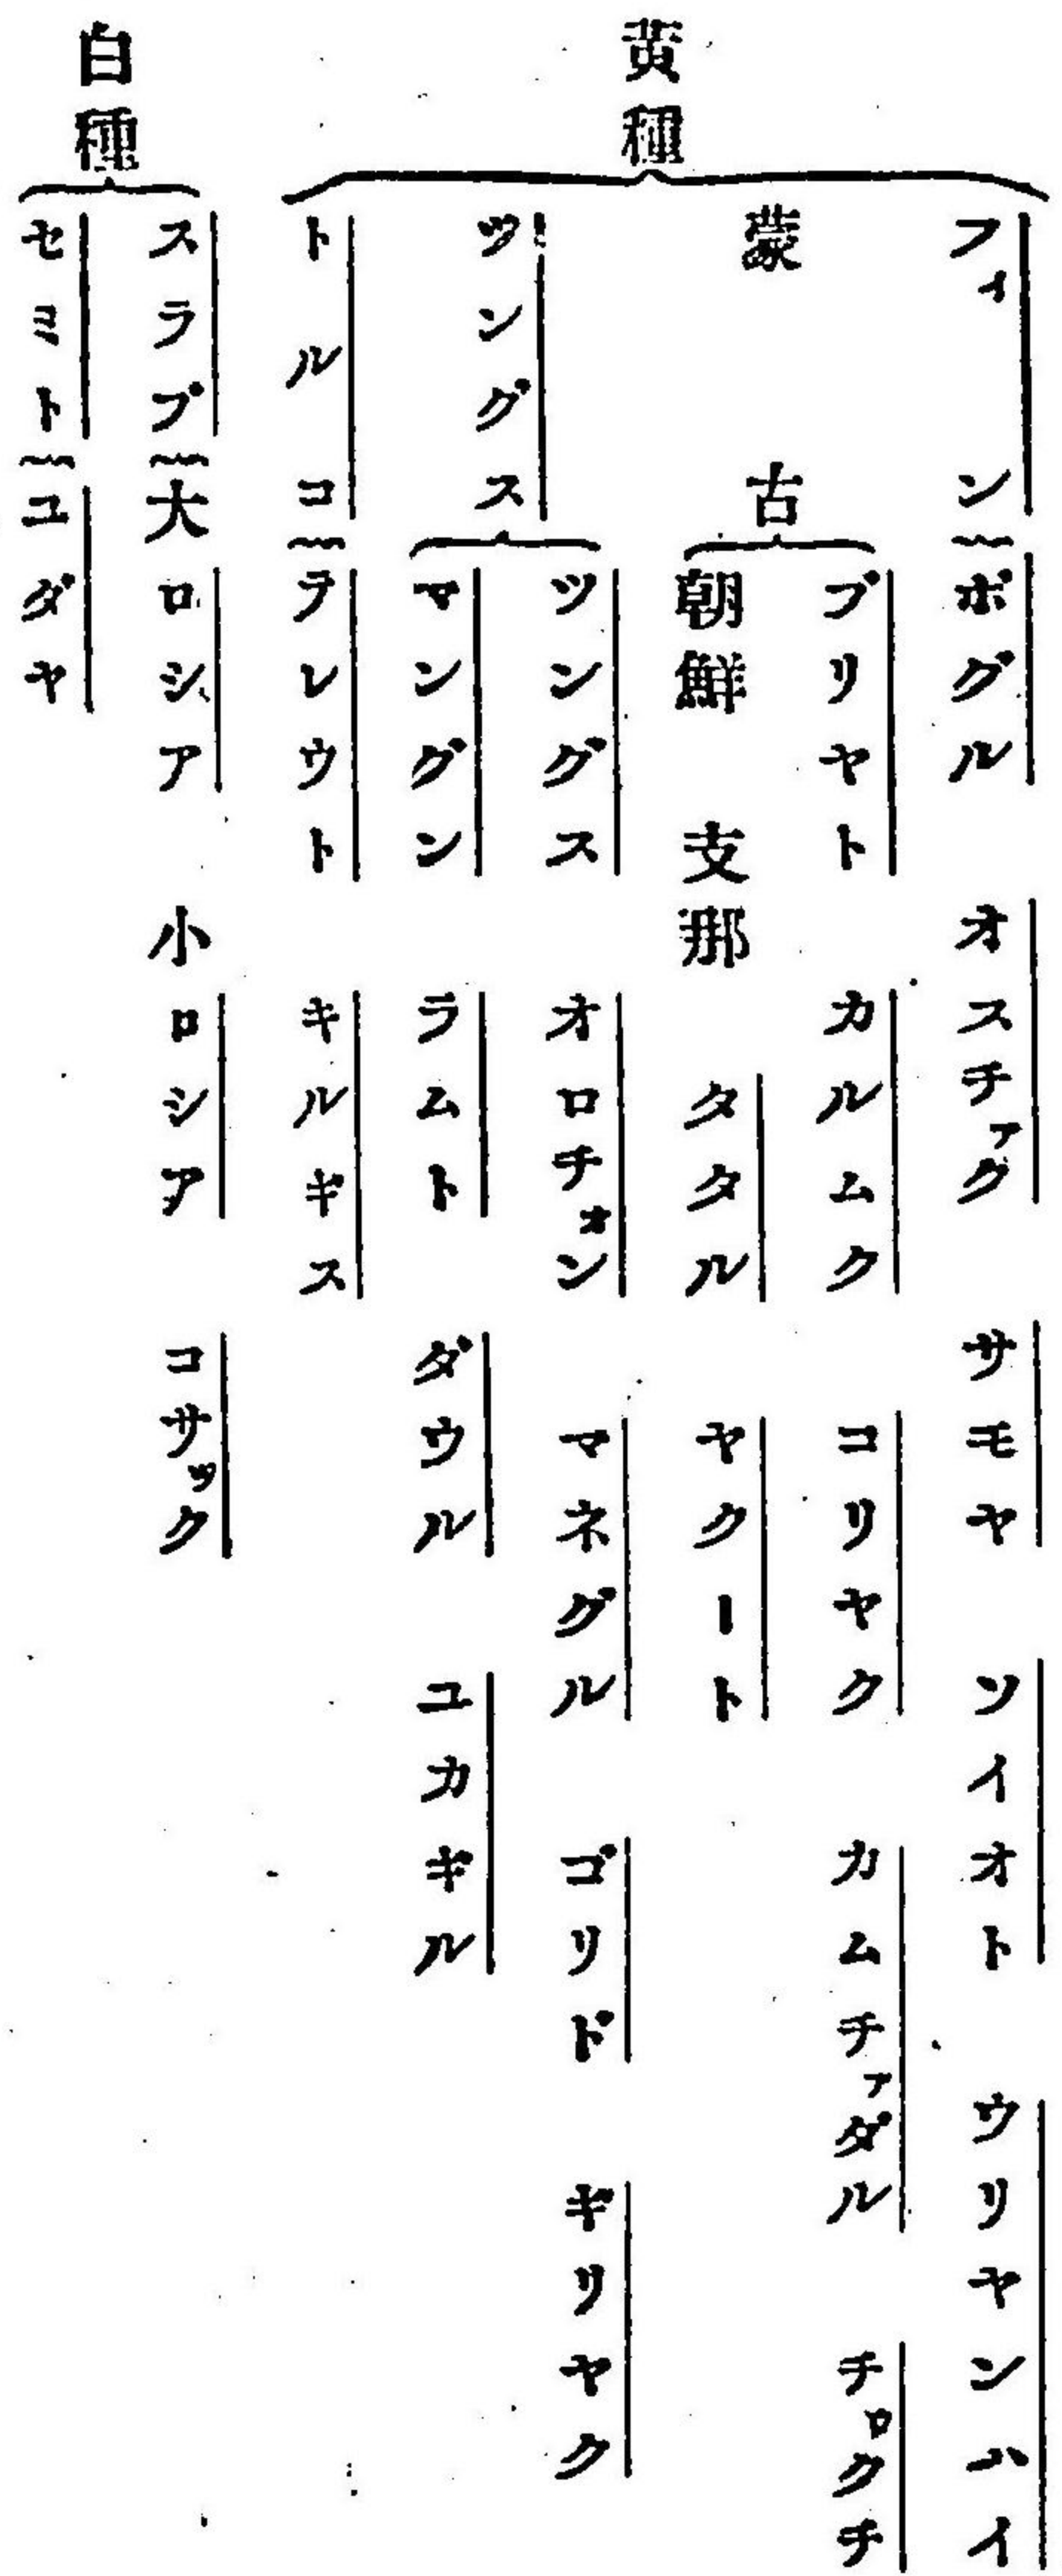 黄種
フィン ボグル オスチァク サモヤ ソイオト ウリヤンハイ
蒙古
ブリヤト カルムク コリヤク カムチァダル チロクチ
朝鮮 支那 タタル ヤクート
ツングス
ツングス オロチォン マネグル ゴリド ギリヤク
マングン ラムト ダウル ユカギル
トルコ テレウト キルギス
白種
スラブ 大ロシア 小ロシア コサック
セミト ユダヤ